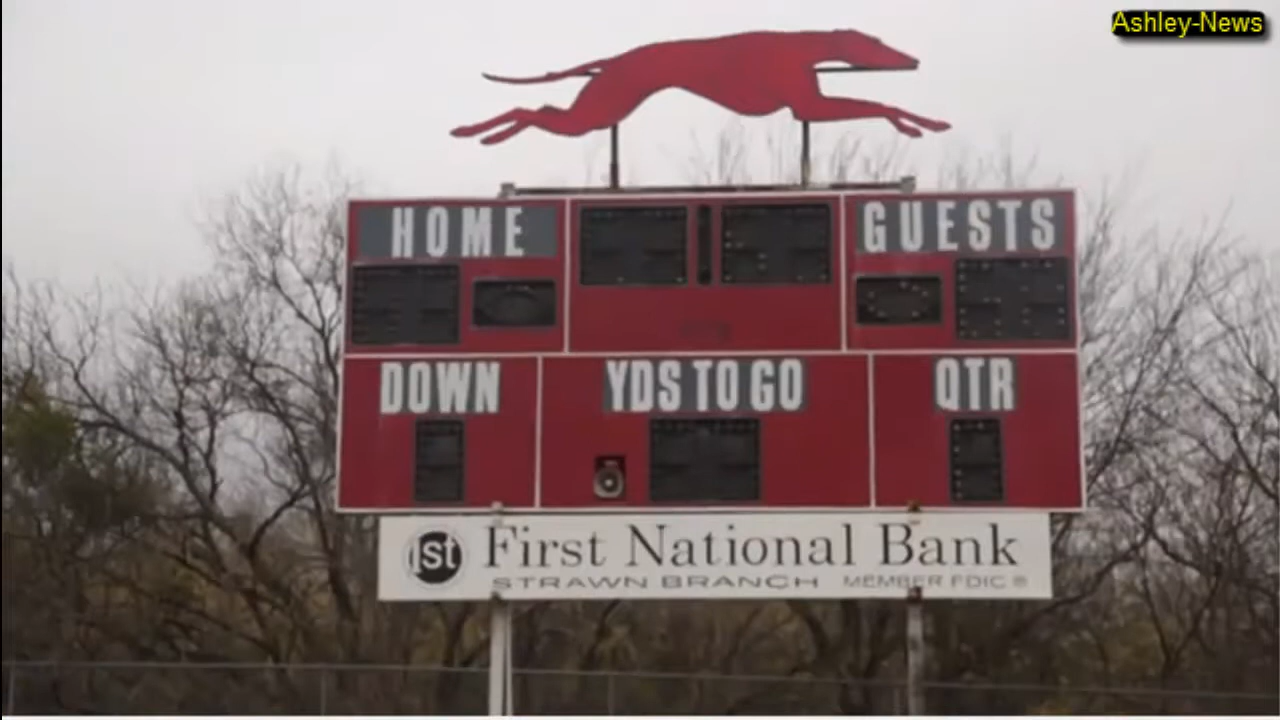 Ashley-News
HOME
GUESTS
DOWN
YDS TO GO
QTR
1st First National Bank
STRAWN BRANCH MEMBER FDIC